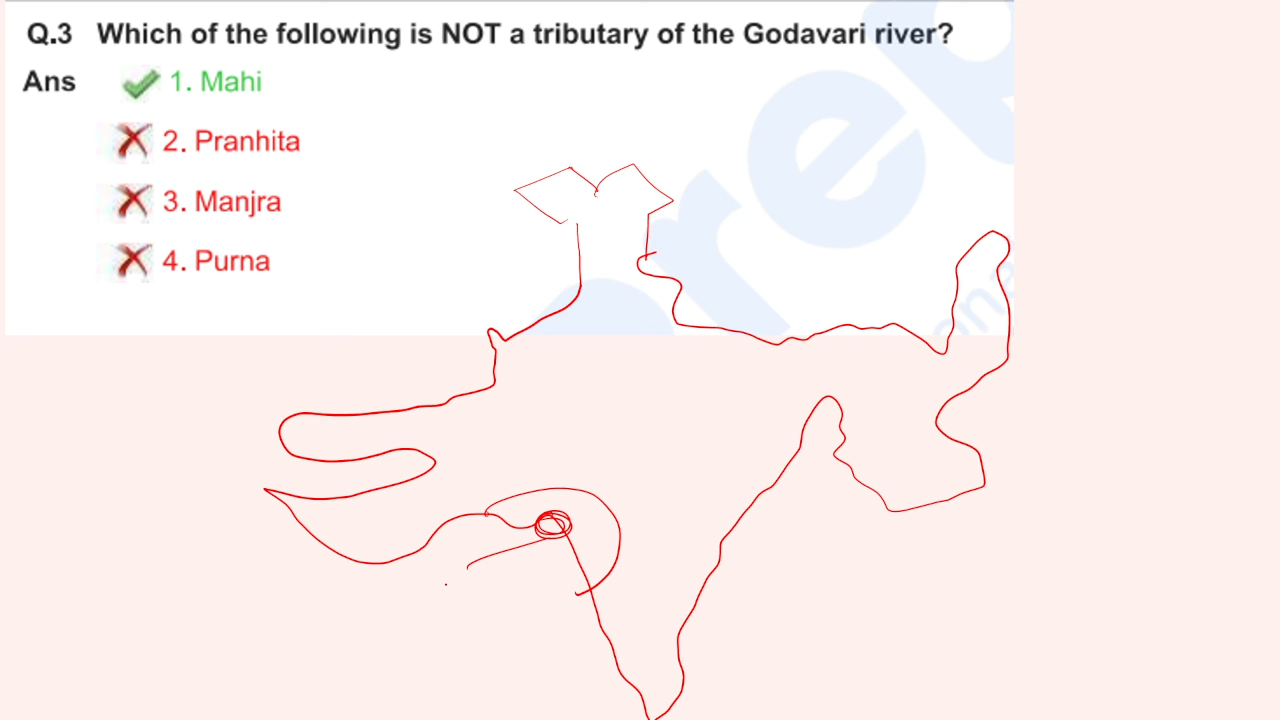 Q.3 Which of the following is NOT a tributary of the Godavari river?
Ans 1. Mahi
2. Pranhita
3. Manjra
4. Purna